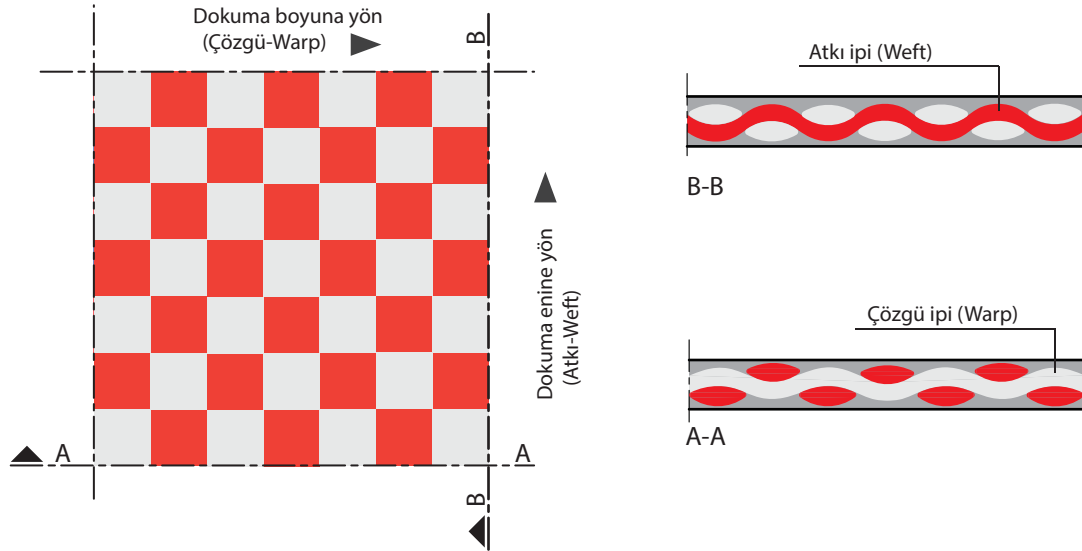 Dokuma boyuna yön
(Çözgü-Warp)
B
Dokuma enine yön
(Atkı-Weft)
A
A
B
Atkı ipi (Weft)
B-B
Çözgü ipi (Warp)
A-A